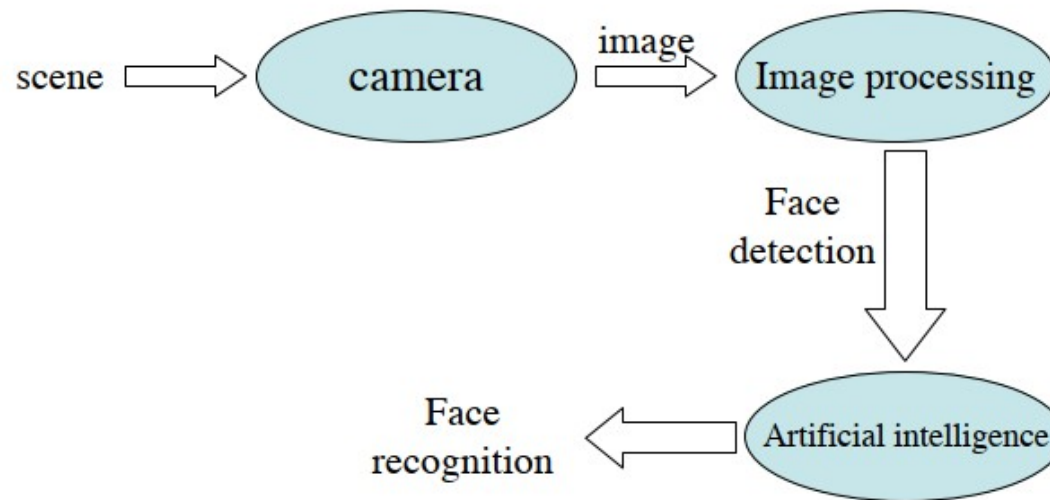 scene
camera
image
Image processing
Face
detection
Artificial intelligence
Face
recognition